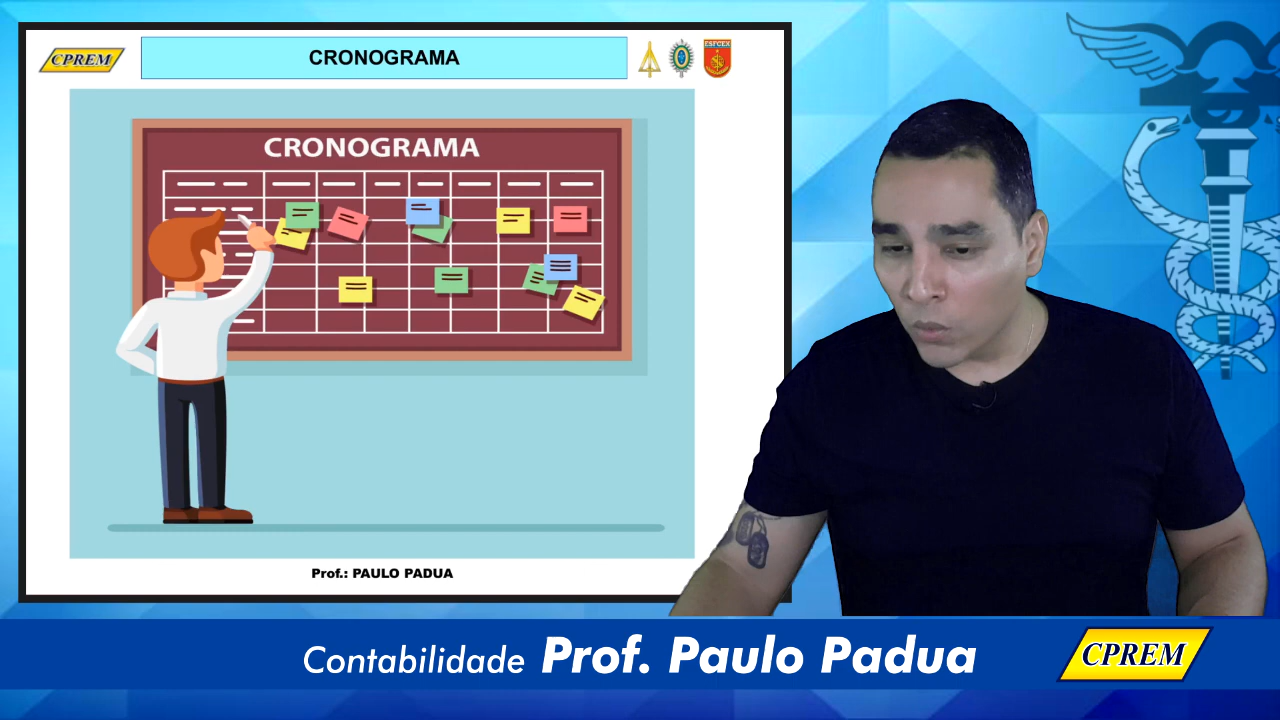 CPREM
CRONOGRAMA
ESFCEX
CRONOGRAMA
Prof.: PAULO PADUA
Contabilidade Prof. Paulo Padua
CPREM